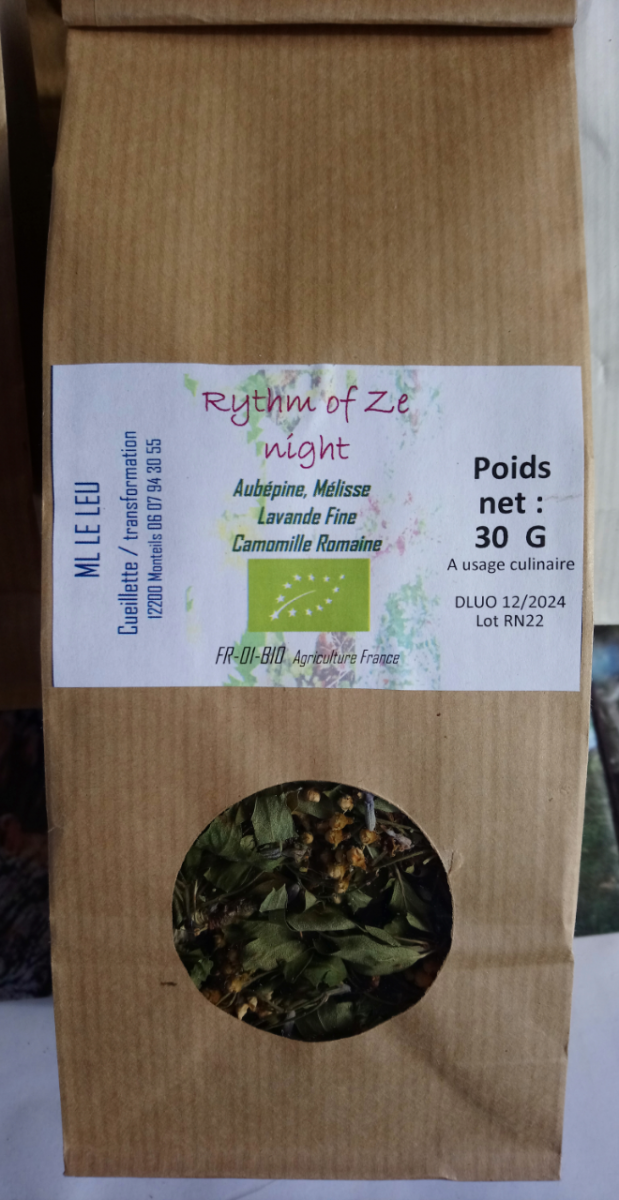 ML LE LEU
Cueillette / transformation
12200 Monteils 06 07 94 30 55
Rythm of Ze
night
Aubépine, Mélisse
Lavande Fine
Camomille Romaine
FR-01-BIO Agriculture France
Poids
net :
30 G
A usage culinaire
DLUO 12/2024
Lot RN22